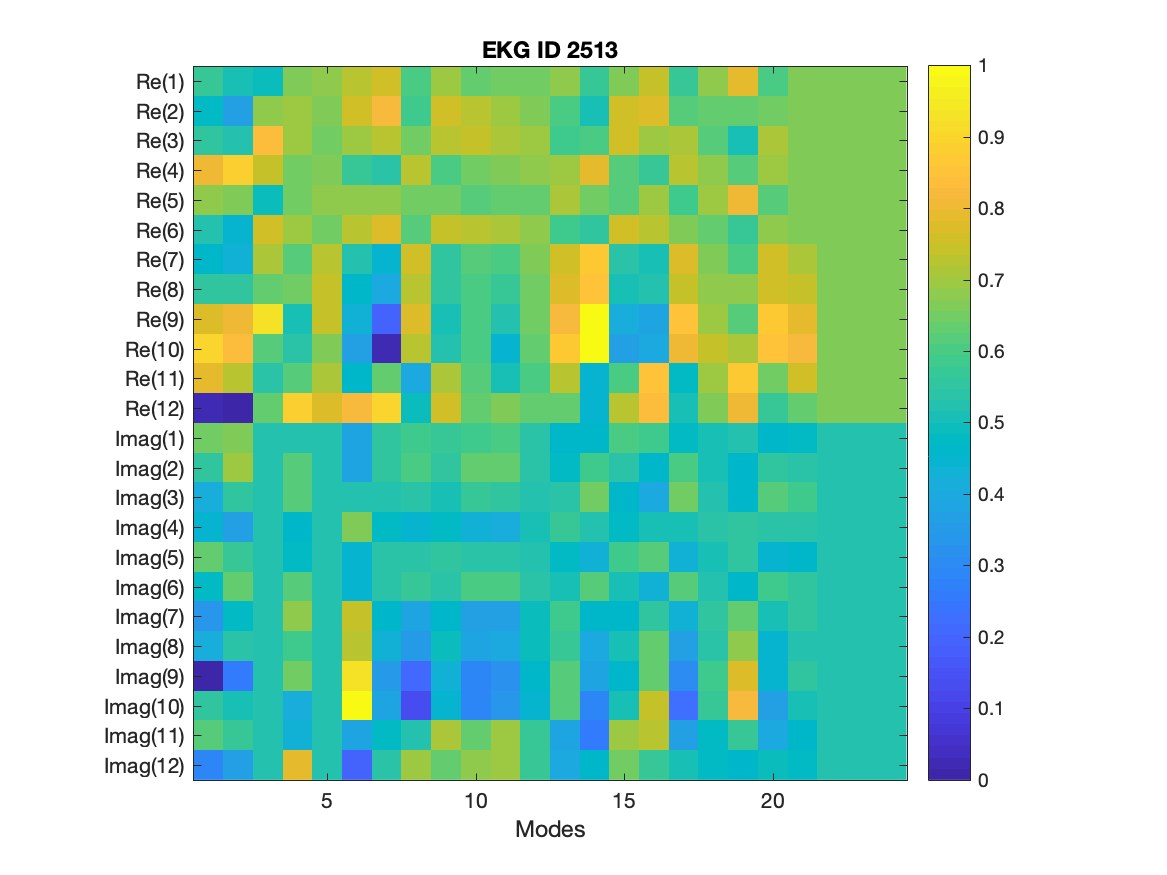 EKG ID 2513
Re(1)
Re(2)
Re(3)
Re(4)
Re(5)
Re(6)
Re(7)
Re(8)
Re(9)
Re(10)
Re(11)
Re(12)
Imag(1)
Imag(2)
Imag(3)
Imag(4)
Imag(5)
Imag(6)
Imag(7)
Imag(8)
Imag(9)
Imag(10)
Imag(11)
Imag(12)
5 10 15 20
Modes
1
0.9
0.8
0.7
0.6
0.5
0.4
0.3
0.2
0.1
0